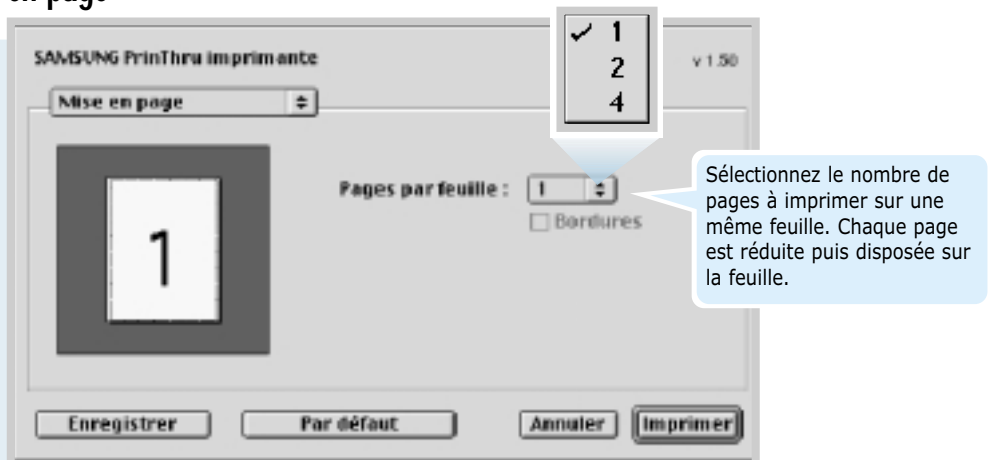 en page
SAMSUNG PrinThru imprimante
v 1.50
✓ 1
2
4
Mise en page
1
Pages par feuille :
1
Bordures
Sélectionnez le nombre de
pages à imprimer sur une
même feuille. Chaque page
est réduite puis disposée sur
la feuille.
Enregistrer
Par défaut
Annuler
Imprimer